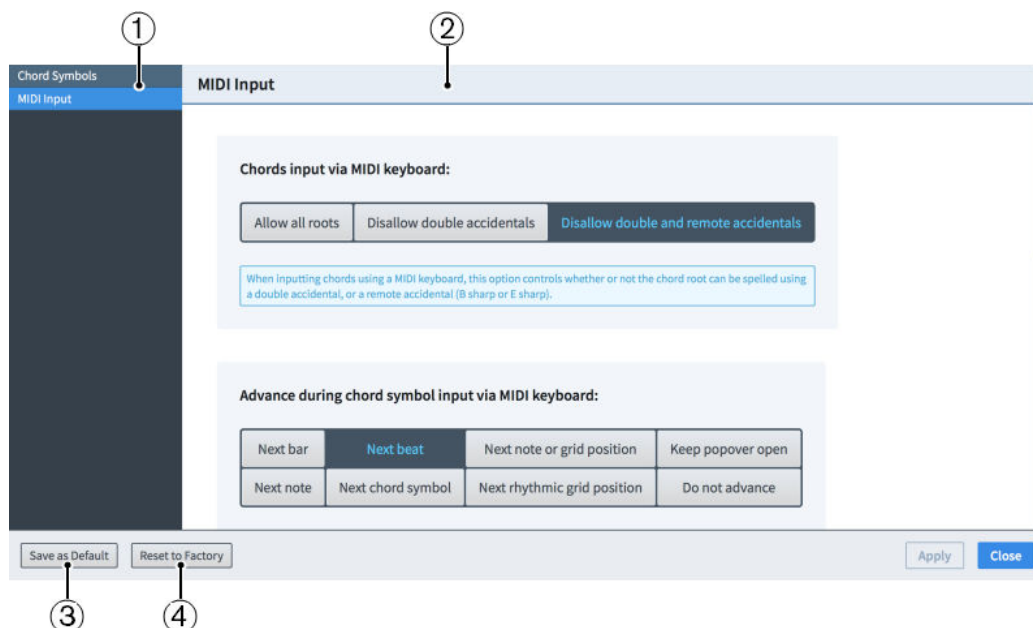 1
2
Chord Symbols
MIDI Input
MIDI Input
Chords input via MIDI keyboard:
Allow all roots
Disallow double accidentals
Disallow double and remote accidentals
When inputting chords using a MIDI keyboard, this option controls whether or not the chord root can be spelled using
a double accidental, or a remote accidental (B sharp or E sharp).
Advance during chord symbol input via MIDI keyboard:
Next bar
Next beat
Next note or grid position
Keep popover open
Next note
Next chord symbol
Next rhythmic grid position
Do not advance
Save as Default
Reset to Factory
Apply
Close
3
4